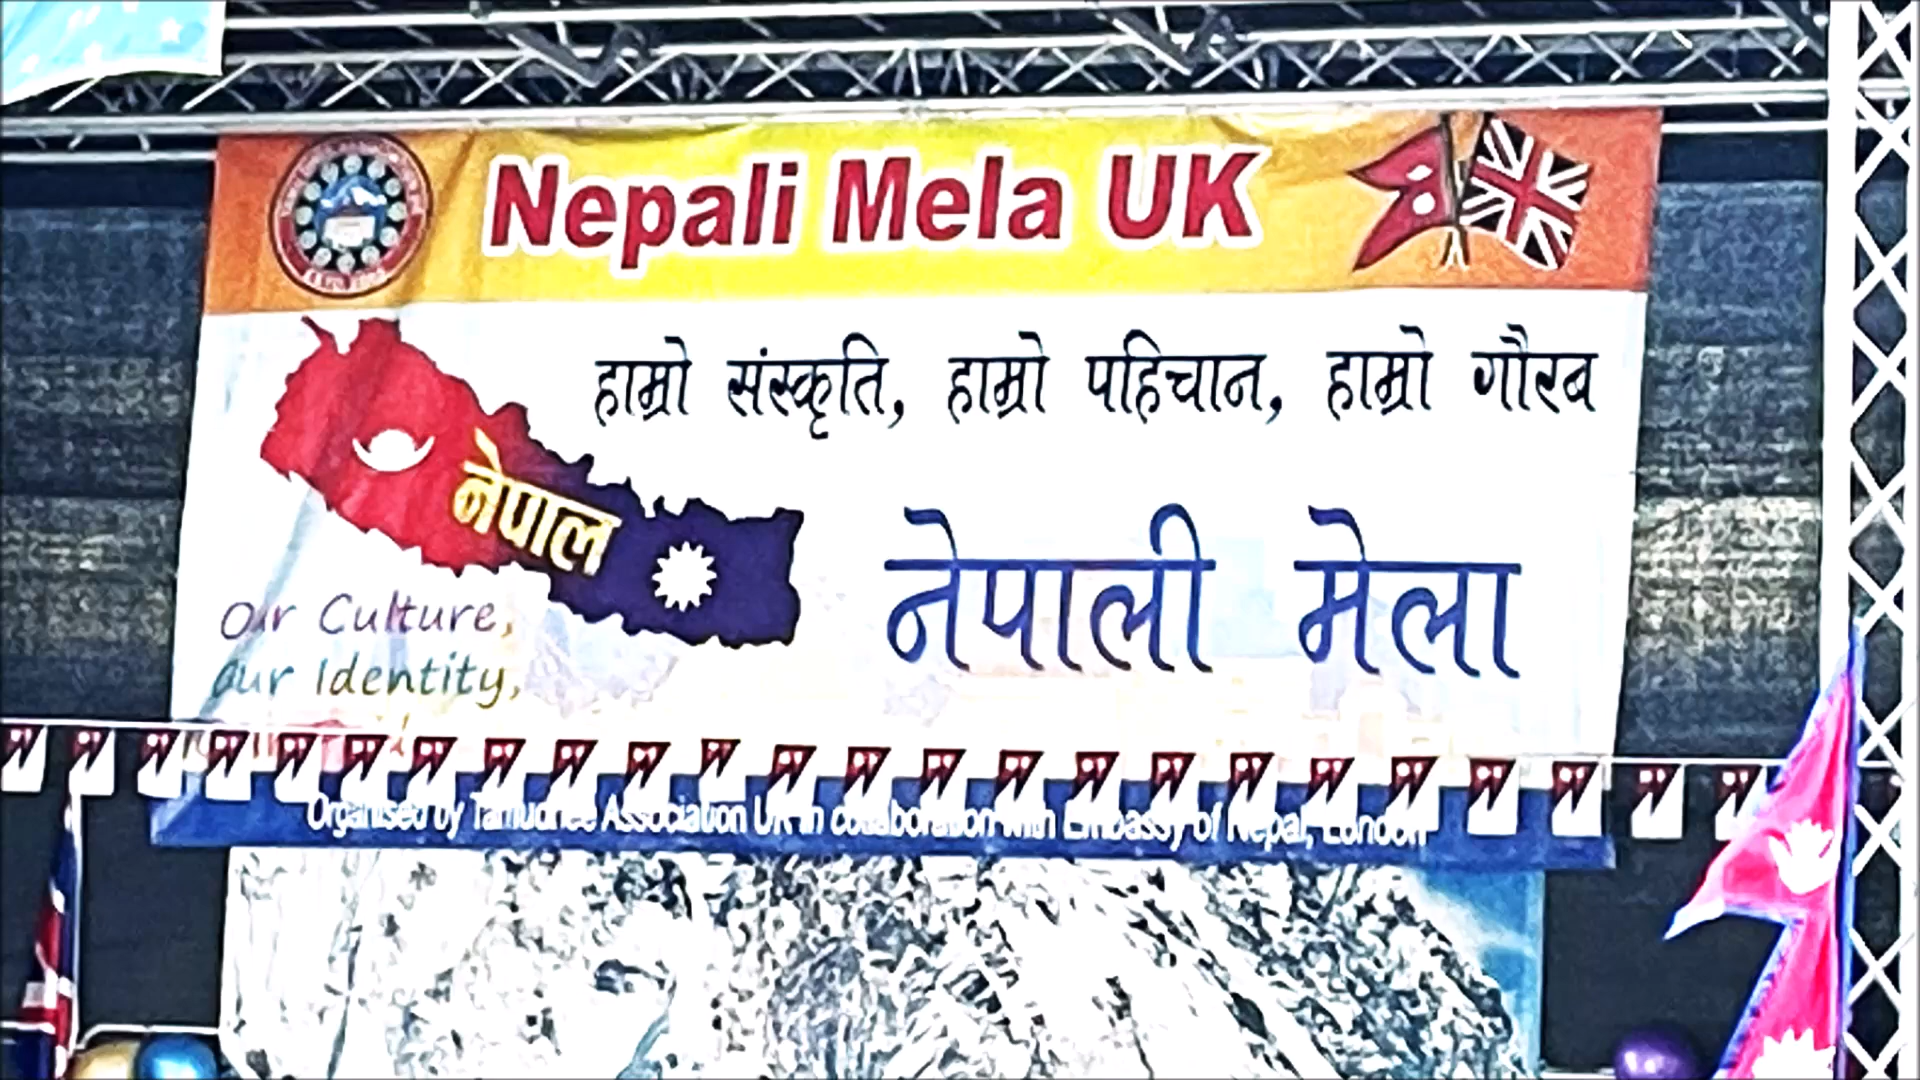 Nepali Mela UK
हाम्रो संस्कृति, हाम्रो पहिचान, हाम्रो गौरब
नेपाल
नेपाली मेला
Our Culture,
Our Identity,
Organised by Tamudhee Association UK in collaboration with Embassy of Nepal, London